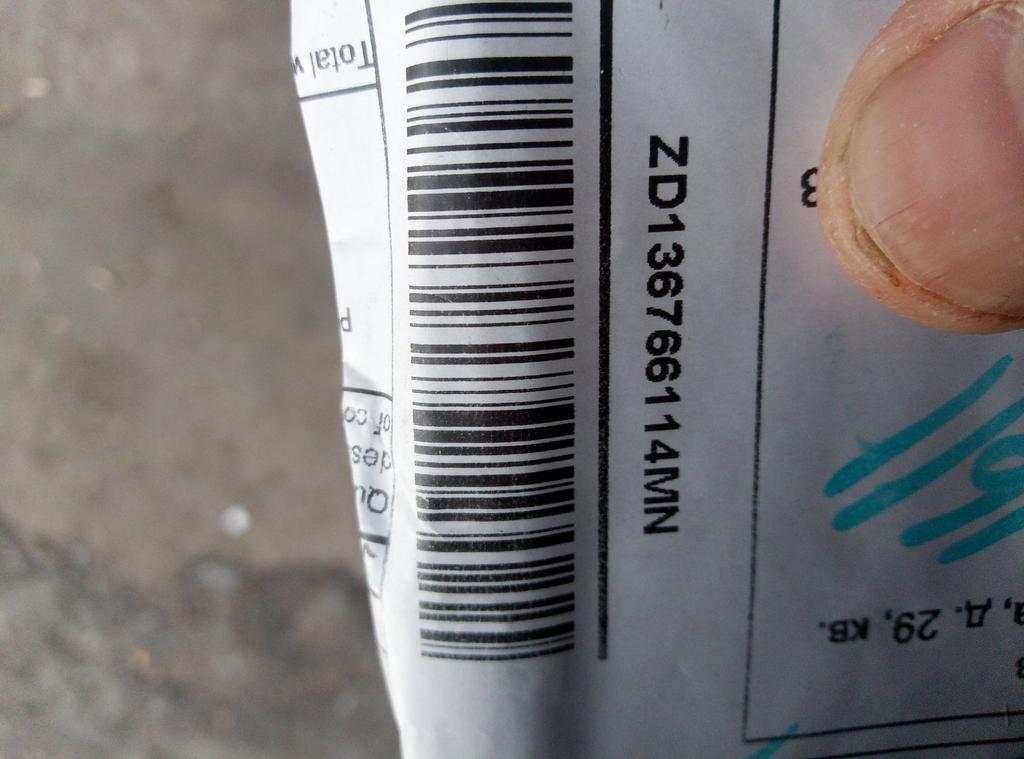 ZD136766114MN
Total
P
Qu
des
of co
а, д. 29, кв.
в